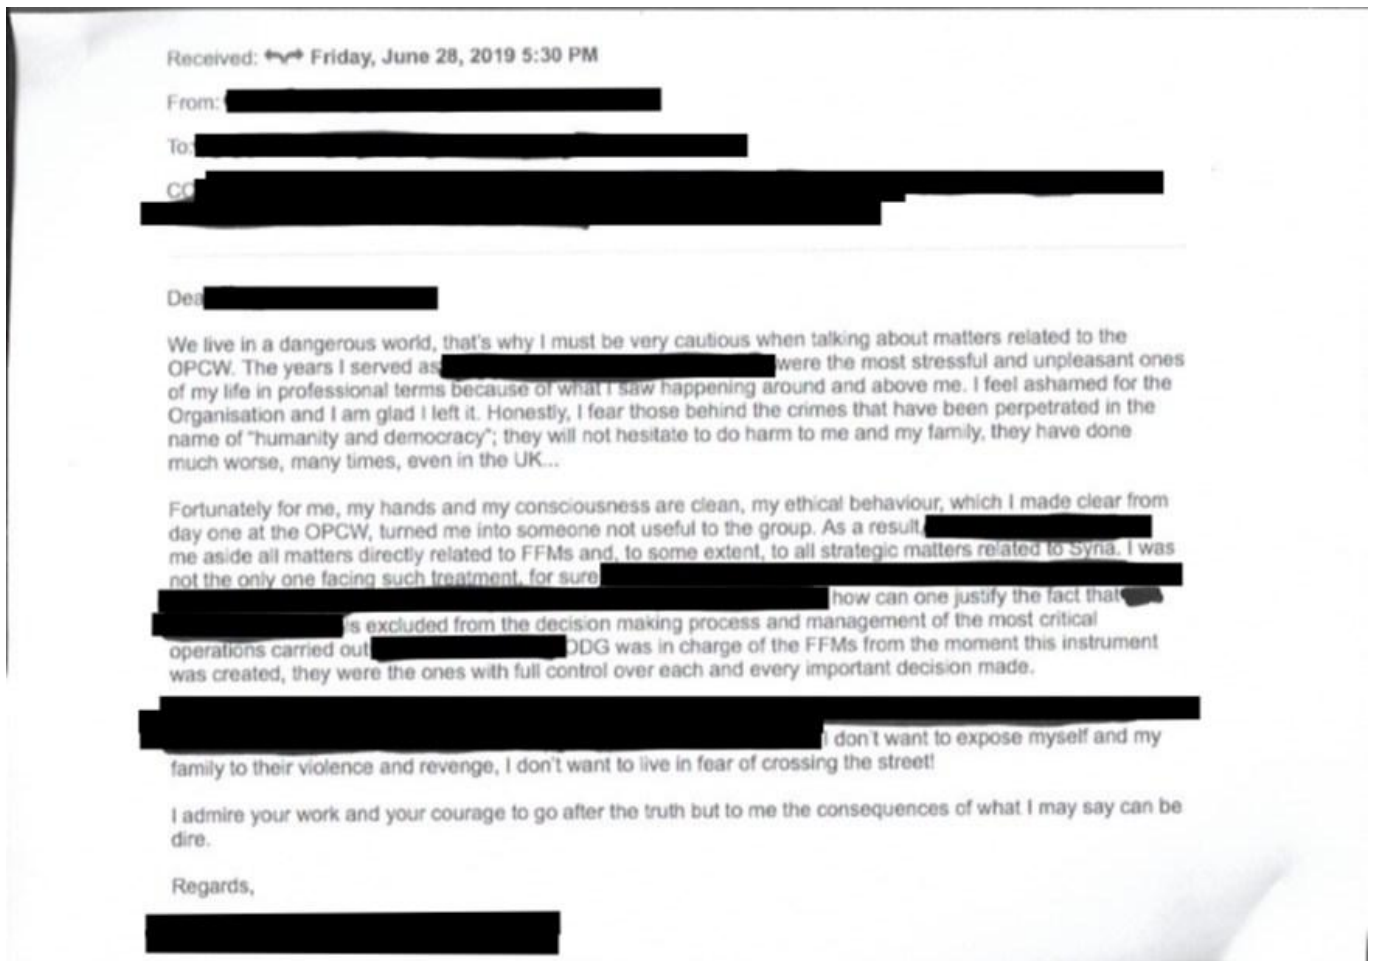 Received: Friday, June 28, 2019 5:30 PM
From:
To:
CC
Dea
We live in a dangerous world, that's why I must be very cautious when talking about matters related to the
OPCW. The years I served as were the most stressful and unpleasant ones
of my life in professional terms because of what I saw happening around and above me. I feel ashamed for the
Organisation and I am glad I left it. Honestly, I fear those behind the crimes that have been perpetrated in the
name of "humanity and democracy"; they will not hesitate to do harm to me and my family, they have done
much worse, many times, even in the UK...
Fortunately for me, my hands and my consciousness are clean, my ethical behaviour, which I made clear from
day one at the OPCW, turned me into someone not useful to the group. As a result,
me aside all matters directly related to FFMs and, to some extent, to all strategic matters related to Syria. I was
not the only one facing such treatment, for sure
how can one justify the fact that
is excluded from the decision making process and management of the most critical
operations carried out ODG was in charge of the FFMs from the moment this instrument
was created, they were the ones with full control over each and every important decision made.
I don't want to expose myself and my
family to their violence and revenge, I don't want to live in fear of crossing the street!
I admire your work and your courage to go after the truth but to me the consequences of what I may say can be
dire.
Regards,